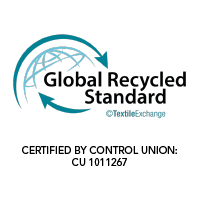 Global Recycled
Standard
©TextileExchange
CERTIFIED BY CONTROL UNION:
CU 1011267